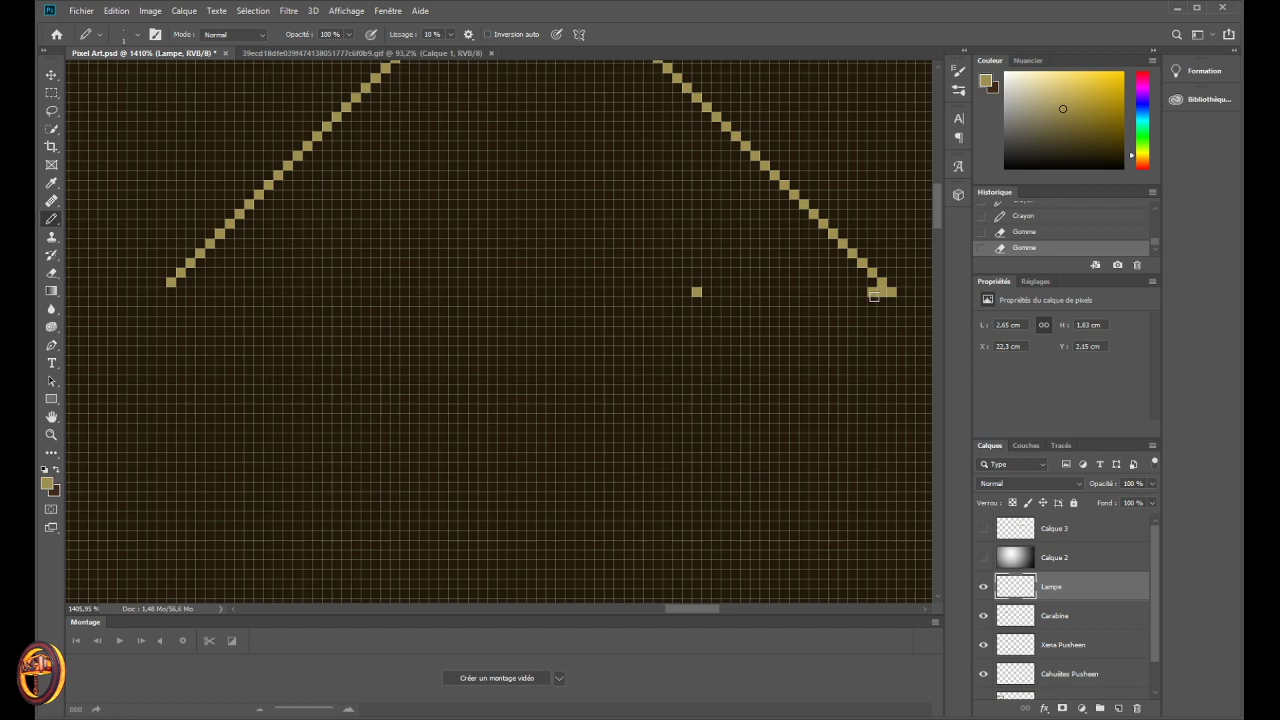 Ps Fichier Edition Image Calque Texte Sélection Filtre 3D Affichage Fenêtre Aide
1 Mode : Normal Opacité : 100 % Lissage : 10 % Inversion auto
Pixel Art.psd @ 1410% (Lampe, RVB/8) * 39ecd18dfe039f474138051777c6f0b9.gif @ 93,2% (Calque 1, RVB/8)
Couleur Nuancier
Formation
Bibliothèqu...
Historique
Crayon
Gomme
Gomme
Propriétés Réglages
Propriétés du calque de pixels
L : 2,65 cm H : 1,83 cm
X : 22,3 cm Y : 2,15 cm
Calques Couches Tracés
Type
Normal Opacité : 100 %
Verrou : Fond : 100 %
Calque 3
Calque 2
Lampe
Carabine
Xena Pusheen
Cahuètes Pusheen
1405,95 % Doc : 1,48 Mo/56,6 Mo
Montage
Créer un montage vidéo
fx